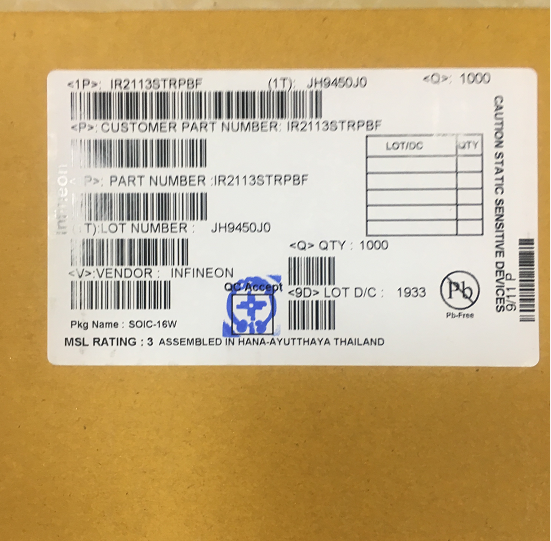 <1P>: IR2113STRPBF (1T): JH9450J0 <Q>: 1000
<P>: CUSTOMER PART NUMBER: IR2113STRPBF
LOT/DC QTY
P>: PART NUMBER :IR2113STRPBF
T):LOT NUMBER : JH9450J0
<Q> QTY : 1000
<V>:VENDOR : INFINEON
QC Accept
<9D> LOT D/C : 1933
Pb
Pb-Free
Pkg Name : SOIC-16W
MSL RATING : 3 ASSEMBLED IN HANA-AYUTTHAYA THAILAND
CAUTION STATIC SENSITIVE DEVICES
Infineon